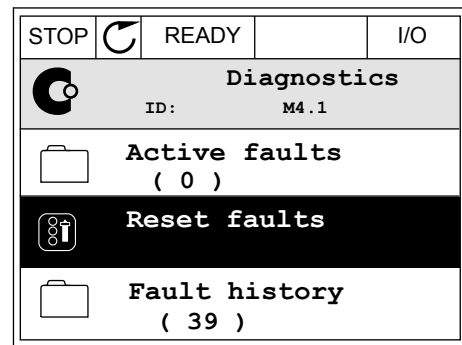 STOP READY I/O
Diagnostics
ID: M4.1
Active faults
( 0 )
Reset faults
Fault history
( 39 )